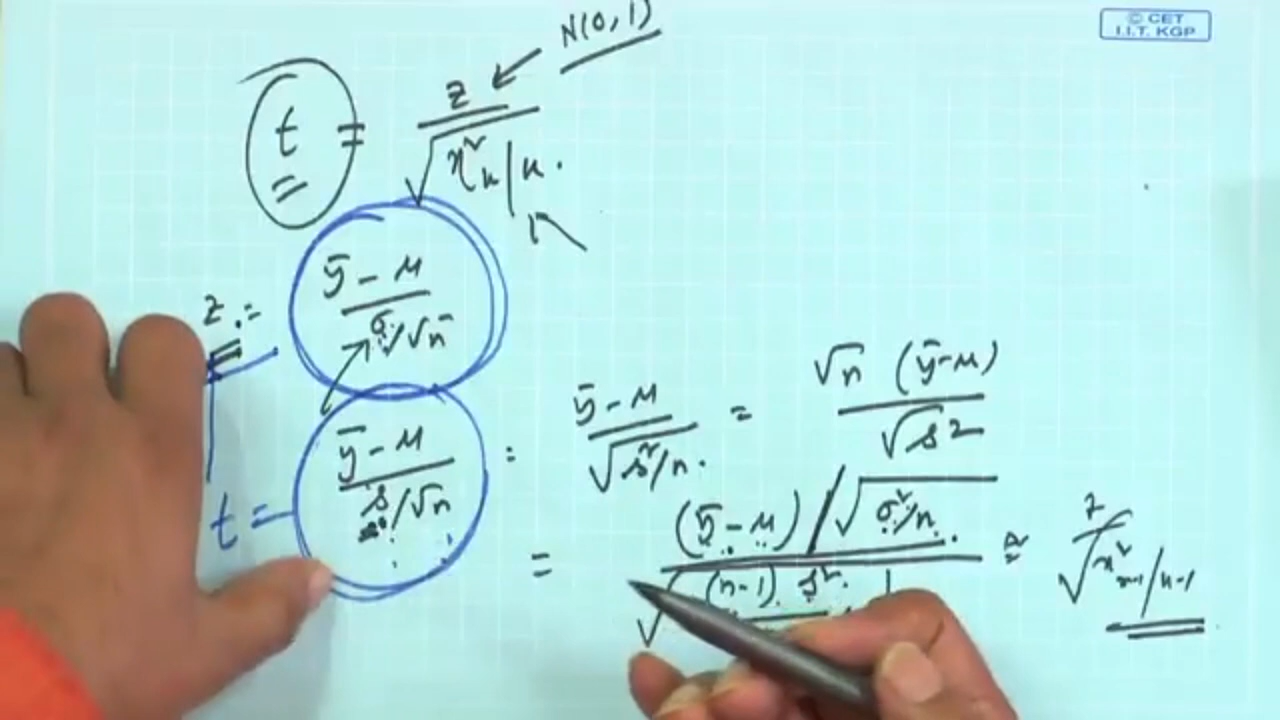 © CET
I.I.T. KGP
N(0,1)
t = z / √(χ²n/n)
z = (ȳ - μ) / (σ/√n)
t = (ȳ - μ) / (s/√n) = (ȳ - μ) / √(s²/n) = √n (ȳ-μ) / √s²
= (ȳ - μ) / √(σ²/n)
√ (n-1) s²
≅ z / √(χ²n-1/n-1)